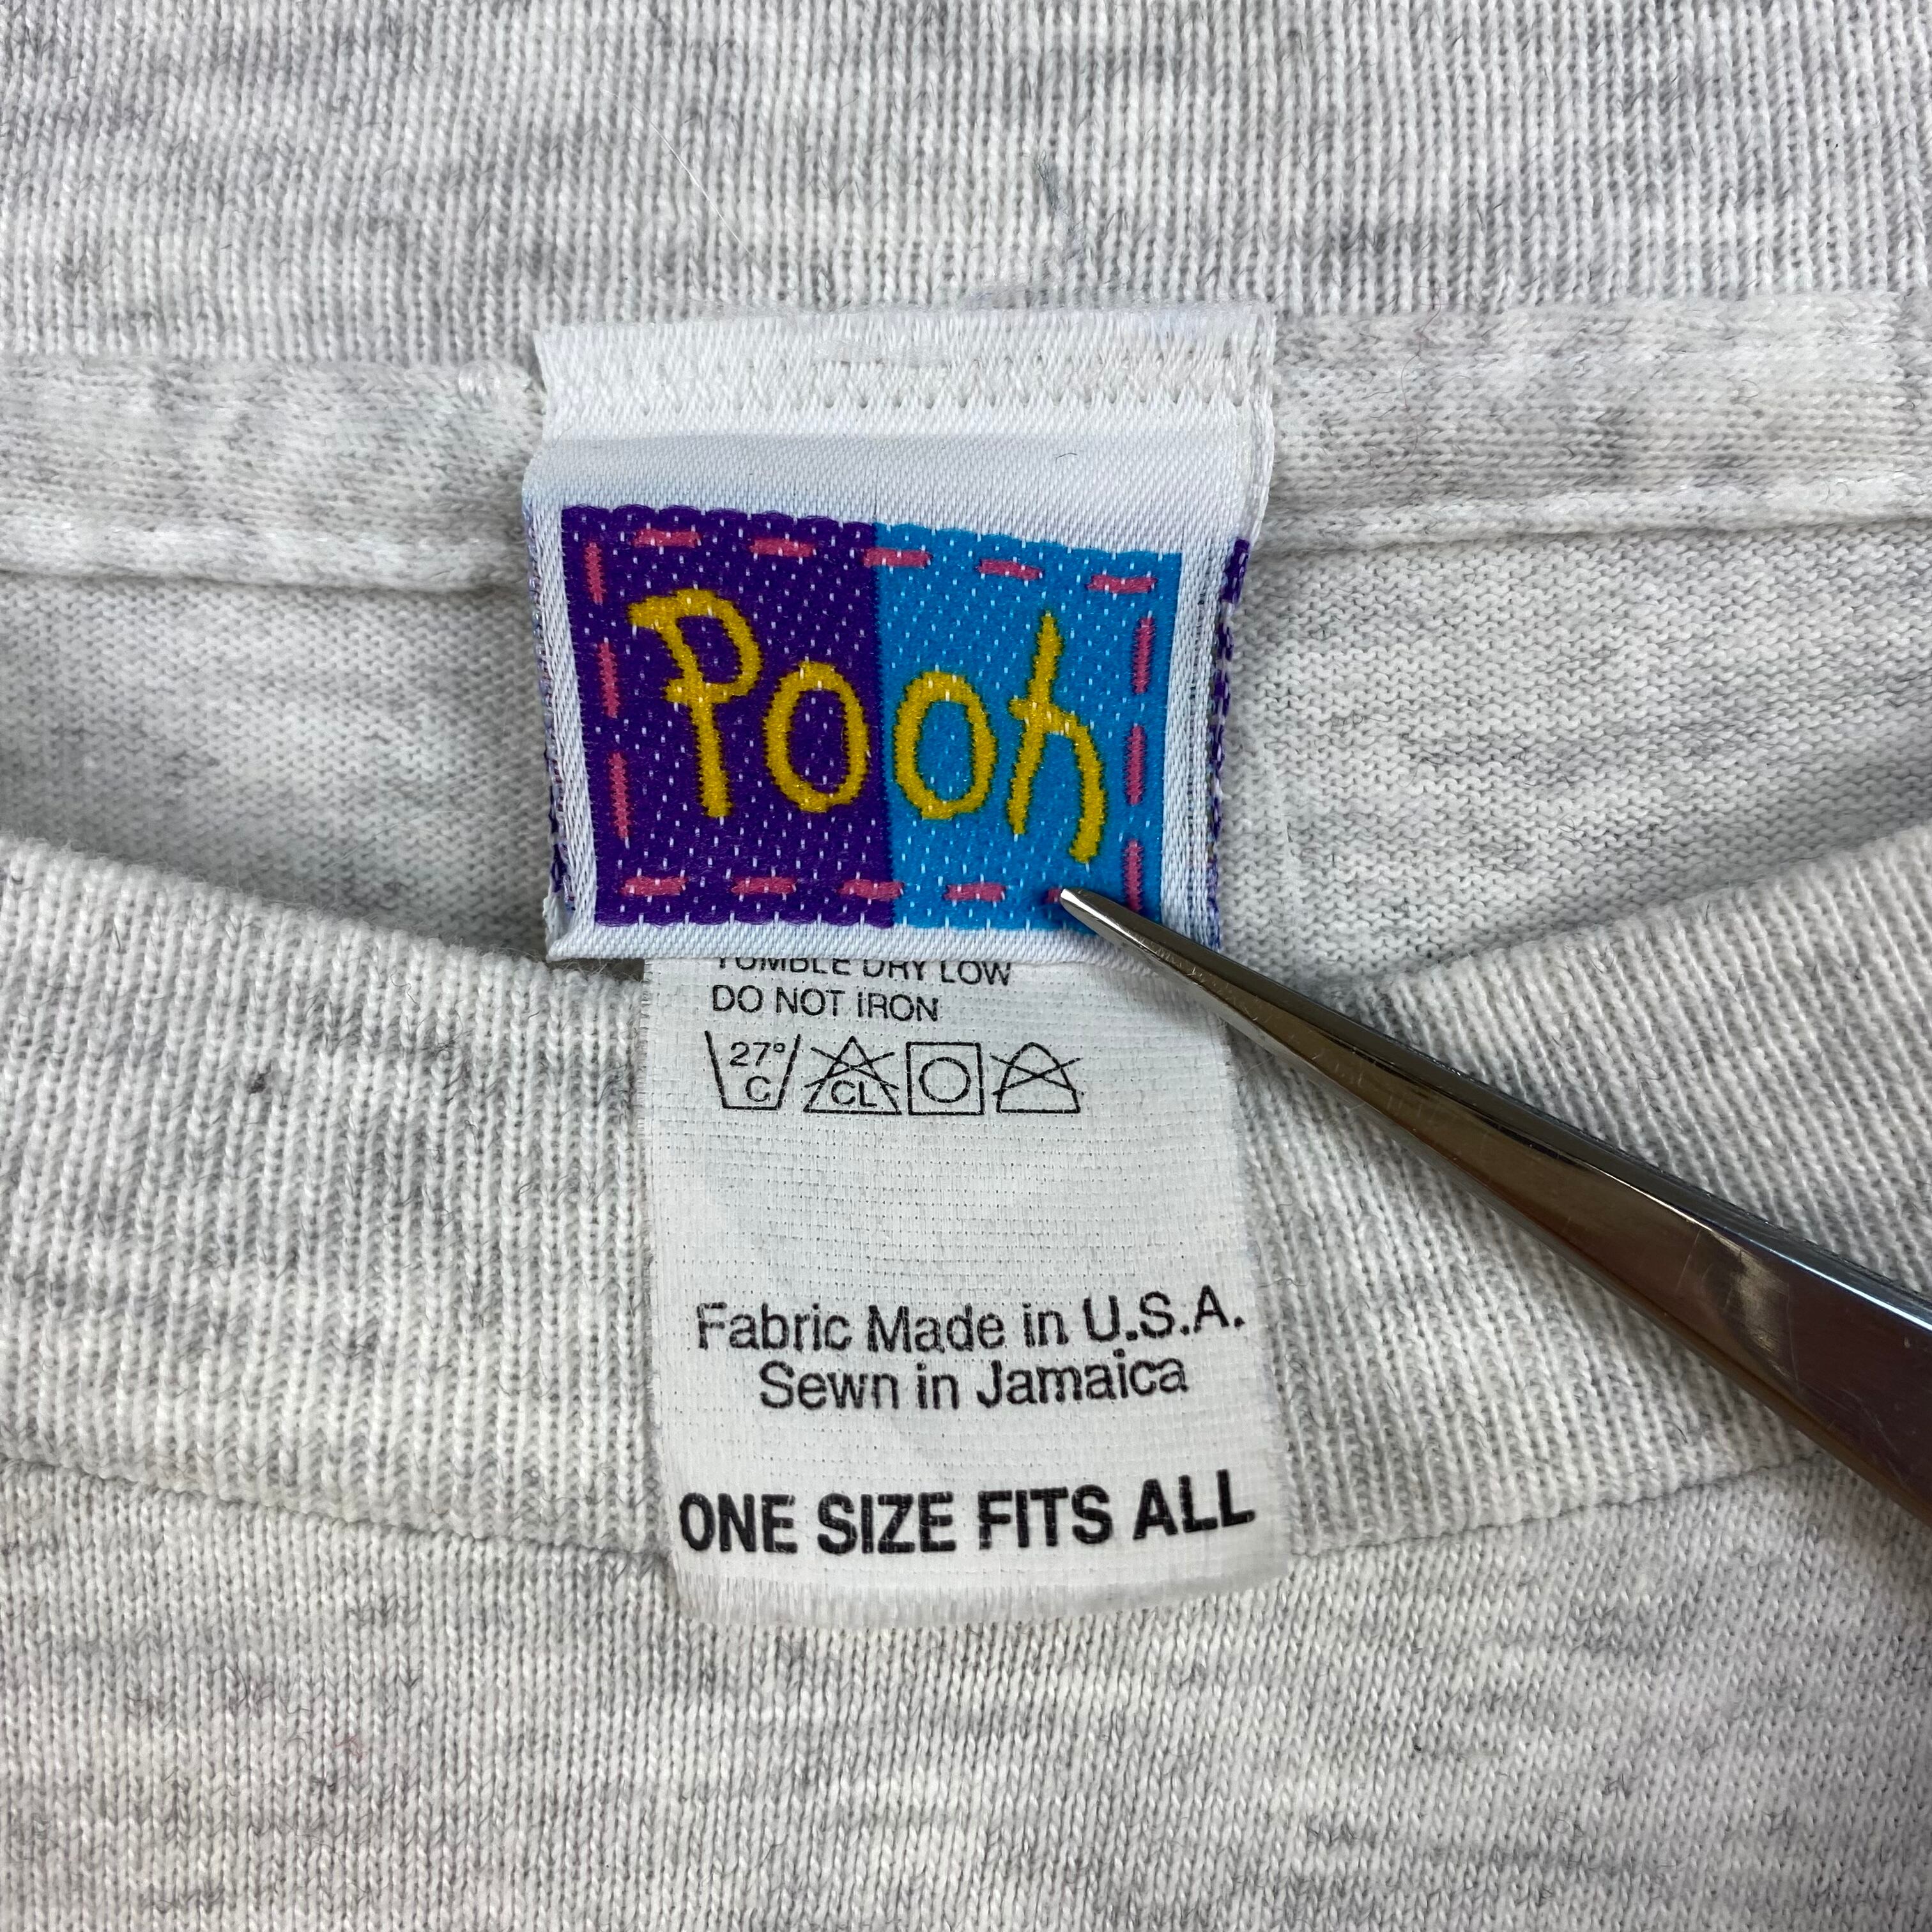 Pooh
TUMBLE DRY LOW
DO NOT IRON
27°
C
CL
Fabric Made in U.S.A.
Sewn in Jamaica
ONE SIZE FITS ALL